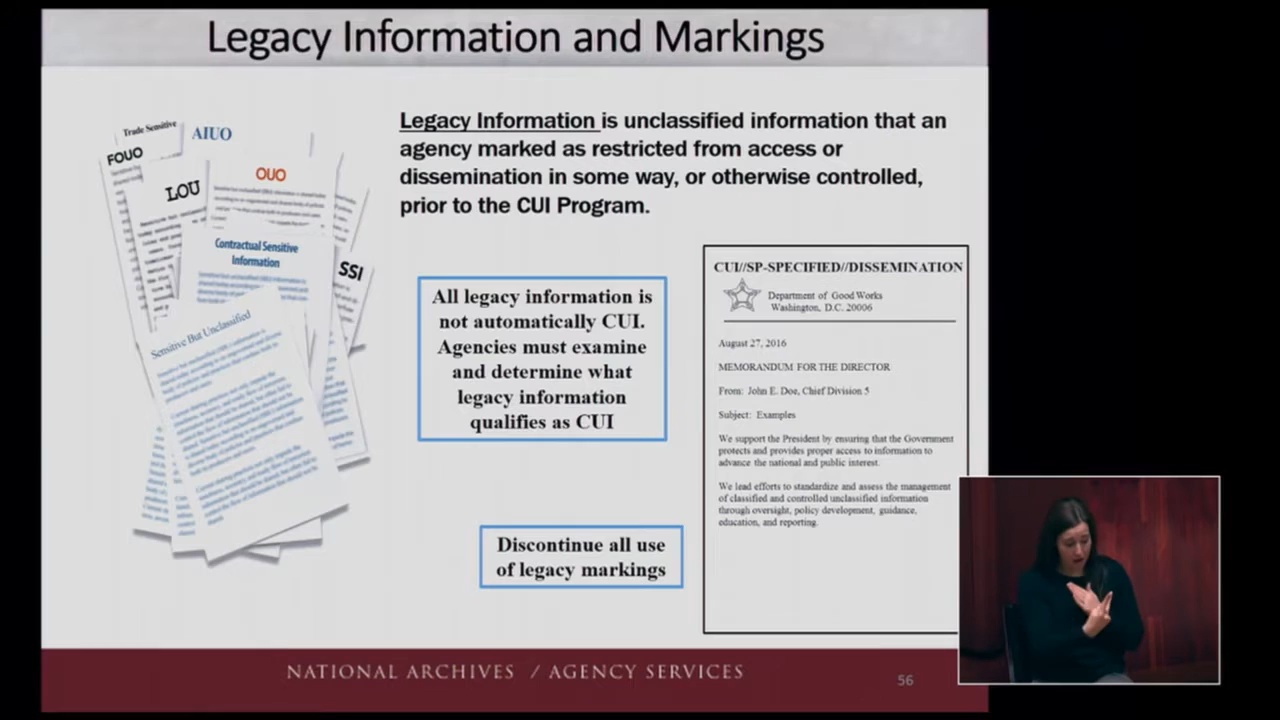 Legacy Information and Markings
Legacy Information is unclassified information that an
agency marked as restricted from access or
dissemination in some way, or otherwise controlled,
prior to the CUI Program.
Trade Sensitive
AIUO
FOUO
LOU
OUO
Contractual Sensitive
Information
SSI
Sensitive But Unclassified
All legacy information is
not automatically CUI.
Agencies must examine
and determine what
legacy information
qualifies as CUI
Discontinue all use
of legacy markings
CUI//SP-SPECIFIED//DISSEMINATION
Department of Good Works
Washington, D.C. 20006
August 27, 2016
MEMORANDUM FOR THE DIRECTOR
From: John E. Doe, Chief Division 5
Subject: Examples
We support the President by ensuring that the Government
protects and provides proper access to information to
advance the national and public interest.
We lead efforts to standardize and assess the management
of classified and controlled unclassified information
through oversight, policy development, guidance,
education, and reporting.
NATIONAL ARCHIVES / AGENCY SERVICES
56